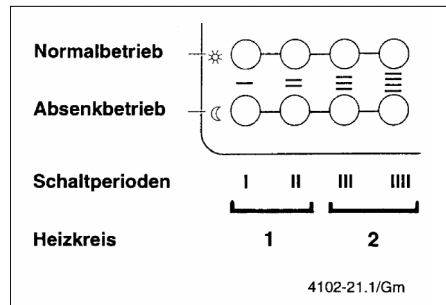 Normalbetrieb
Absenkbetrieb
Schaltperioden I II III IIII
Heizkreis 1 2
4102-21.1/Gm